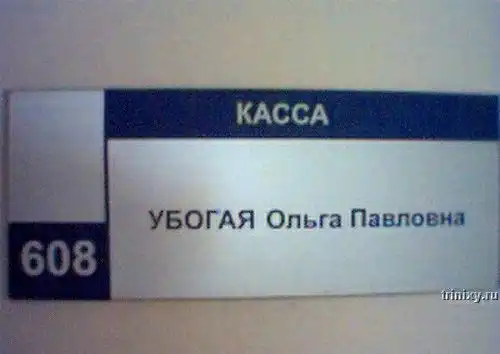 КАССА
УБОГАЯ Ольга Павловна
608
trinixy.ru